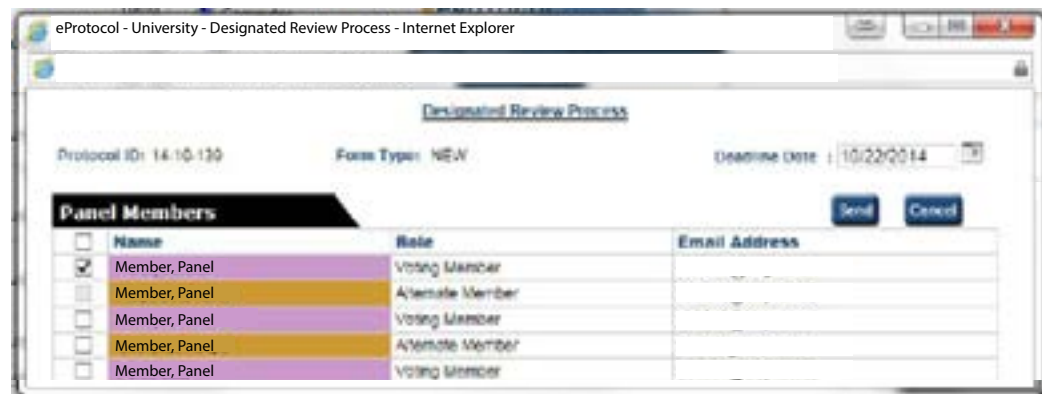 eProtocol - University - Designated Review Process - Internet Explorer
Designated Review Process
Protocol ID: 14-10-130 Form Type: NEW Deadline Date : 10/22/2014
Panel Members Send Cancel
Name Role Email Address
Member, Panel Voting Member
Member, Panel Alternate Member
Member, Panel Voting Member
Member, Panel Alternate Member
Member, Panel Voting Member